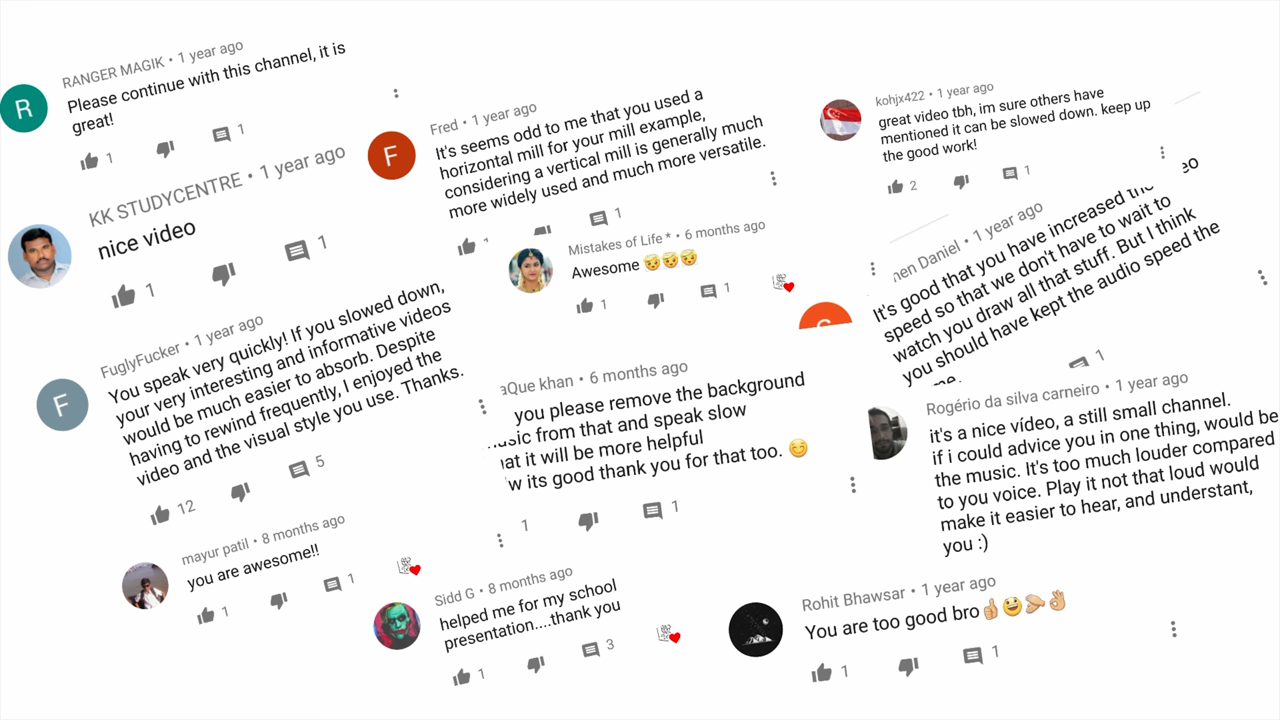 RANGER MAGIK • 1 year ago
Please continue with this channel, it is
great!
1
1
KK STUDYCENTRE • 1 year ago
nice video
1
1
F
FuglyFucker • 1 year ago
You speak very quickly! If you slowed down,
your very interesting and informative videos
would be much easier to absorb. Despite
having to rewind frequently, I enjoyed the
video and the visual style you use. Thanks.
12
5
mayur patil • 8 months ago
you are awesome!!
1
1
R
F
Fred • 1 year ago
It's seems odd to me that you used a
horizontal mill for your mill example,
considering a vertical mill is generally much
more widely used and much more versatile.
1
Mistakes of Life * • 6 months ago
Awesome 😇😇😇
1
1
aQue khan • 6 months ago
you please remove the background
from that and speak slow
it will be more helpful
its good thank you for that too. 😊
1
1
Sidd G • 8 months ago
helped me for my school
presentation....thank you
1
3
kohjx422 • 1 year ago
great video tbh, im sure others have
mentioned it can be slowed down. keep up
the good work!
2
1
Daniel • 1 year ago
It's good that you have increased the
speed so that we don't have to wait to
watch you draw all that stuff. But I think
you should have kept the audio speed the
1
Rogério da silva carneiro • 1 year ago
it's a nice vídeo, a still small channel.
if i could advice you in one thing, would be
the music. It's too much louder compared
to you voice. Play it not that loud would
make it easier to hear, and understant,
you :)
Rohit Bhawsar • 1 year ago
You are too good bro👍😃🫴👌
1
1